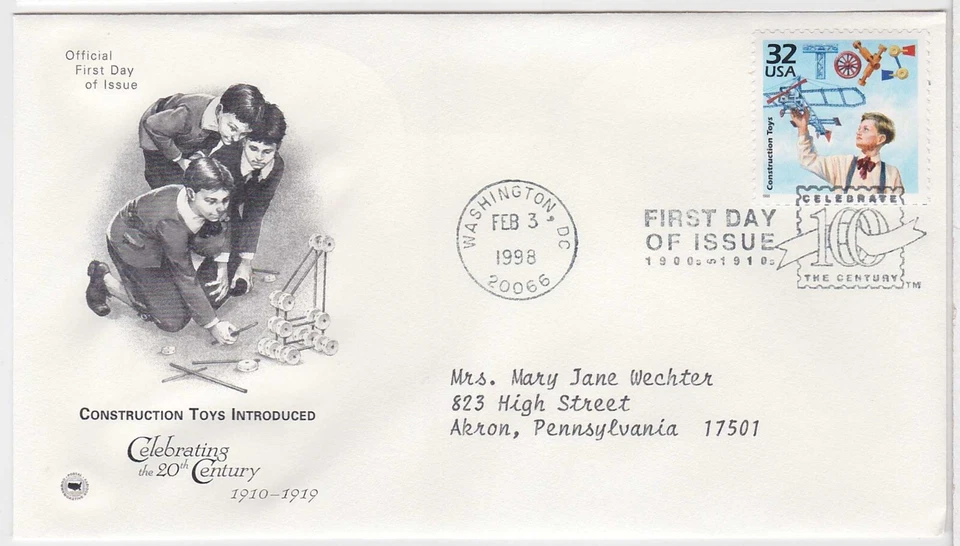 Official
First Day
of Issue
32
USA
TOYS
Construction Toys
WASHINGTON, DC
FEB 3
1998
20066
FIRST DAY
OF ISSUE
1900s 1910s
CELEBRATE
100
THE CENTURY
TM
Mrs. Mary Jane Wechter
823 High Street
Akron, Pennsylvania 17501
CONSTRUCTION TOYS INTRODUCED
Celebrating
the 20th Century
1910–1919